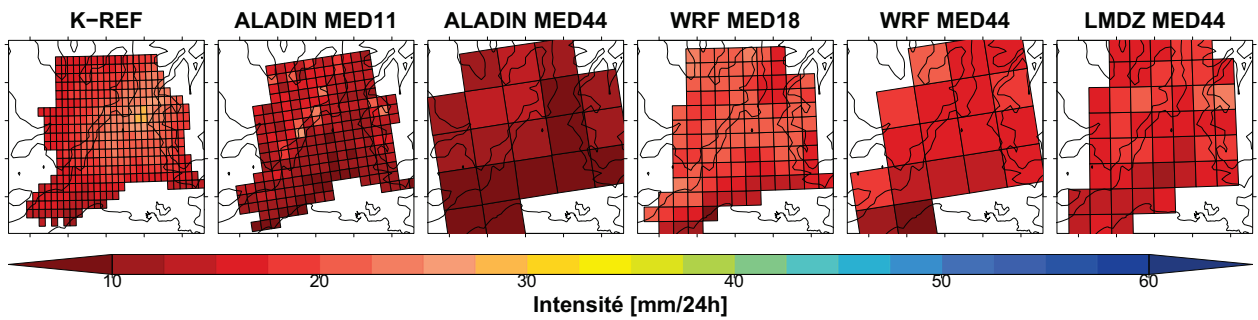 K−REF ALADIN MED11 ALADIN MED44 WRF MED18 WRF MED44 LMDZ MED44
10 20 30 40 50 60
Intensité [mm/24h]